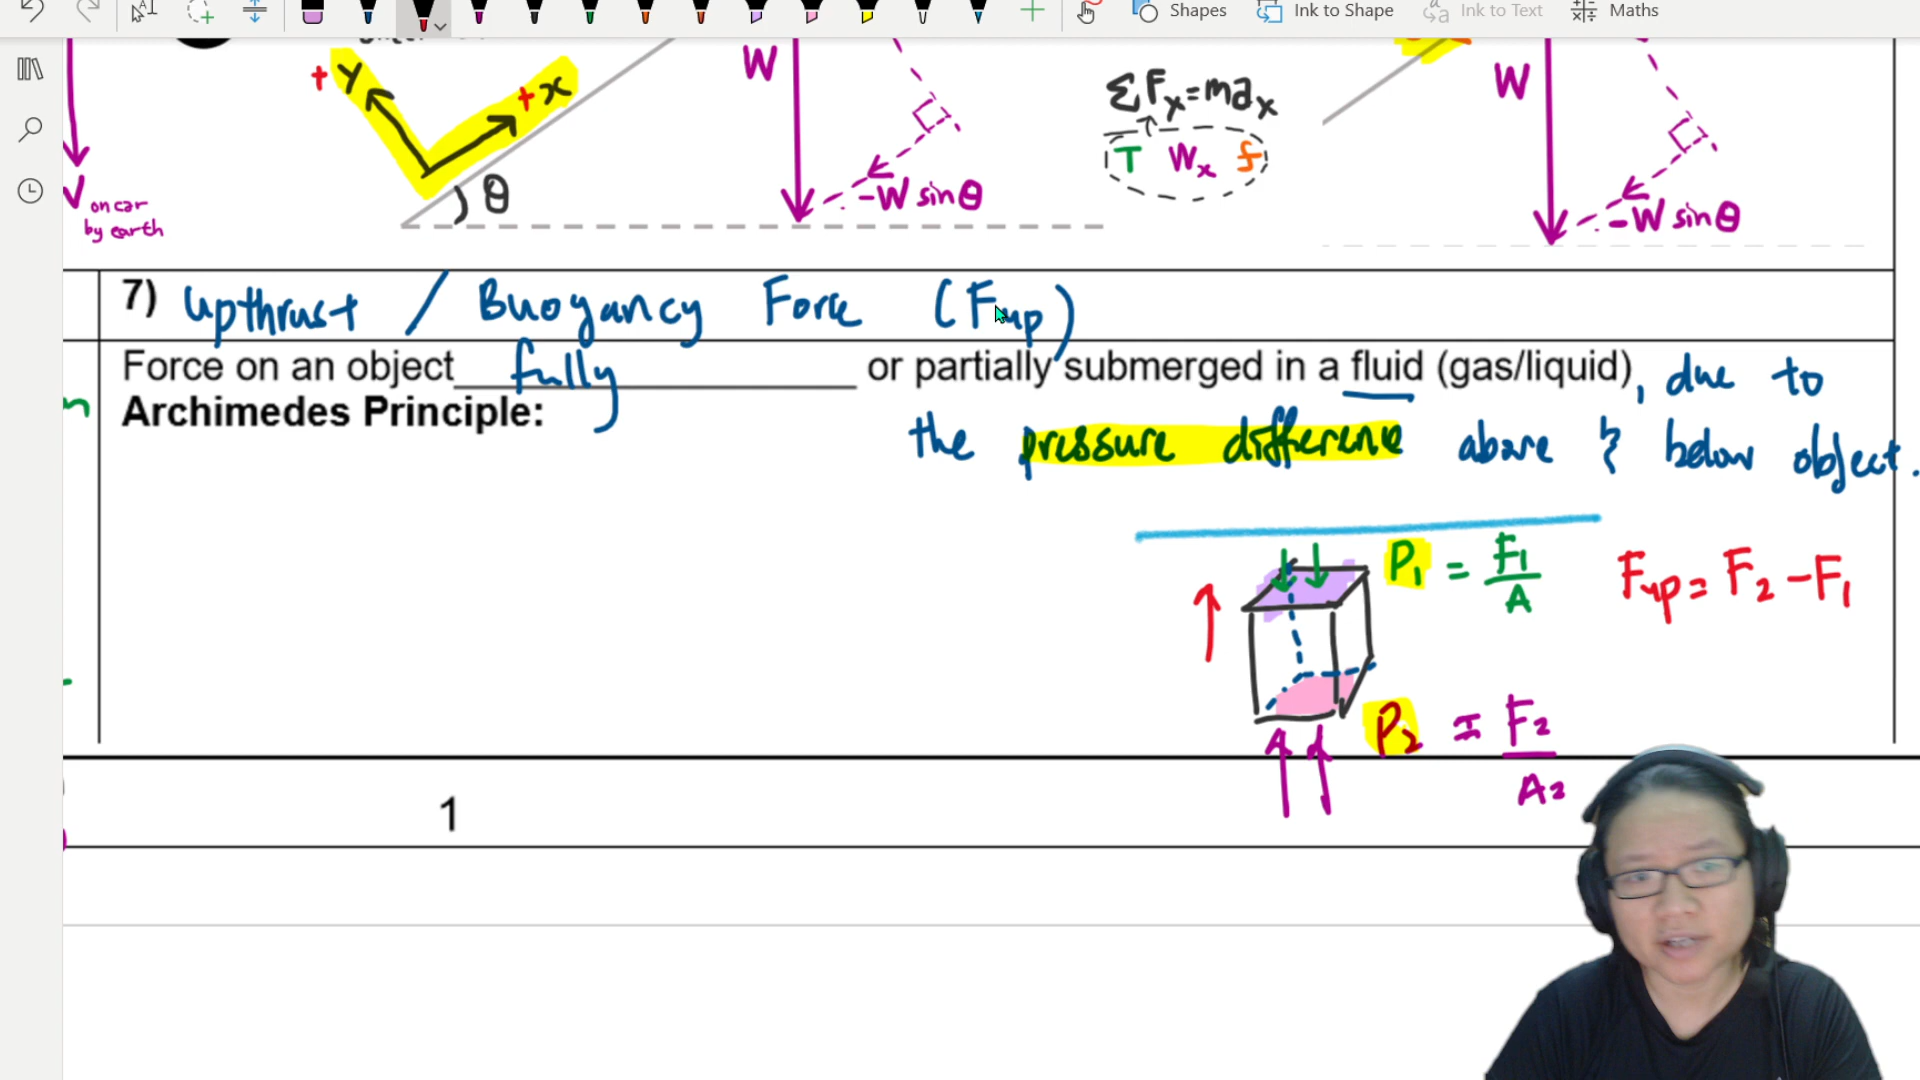 Shapes Ink to Shape Ink to Text Maths
+y +x
θ
W
-W sinθ
ΣFx=max
T Wx f
W
-W sinθ
on car
by earth
7) Upthrust / Buoyancy Force (Fup)
Force on an object fully or partially submerged in a fluid (gas/liquid), due to
Archimedes Principle:
the pressure difference above & below object.
P1 = F1/A
Fup = F2 - F1
P2 = F2/A2
1